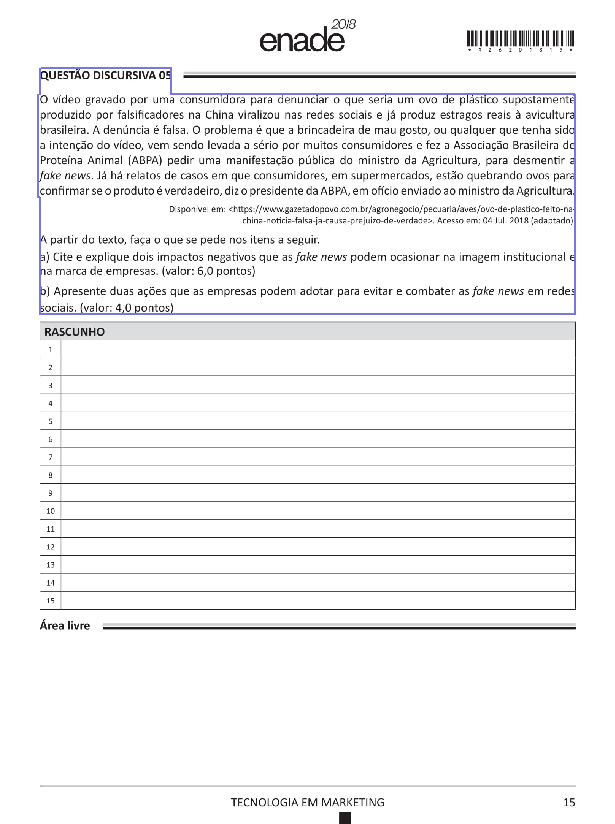 enade 2018
* R 2 6 2 0 1 8 1 5 *
QUESTÃO DISCURSIVA 05
O vídeo gravado por uma consumidora para denunciar o que seria um ovo de plástico supostamente
produzido por falsificadores na China viralizou nas redes sociais e já produz estragos reais à avicultura
brasileira. A denúncia é falsa. O problema é que a brincadeira de mau gosto, ou qualquer que tenha sido
a intenção do vídeo, vem sendo levada a sério por muitos consumidores e fez a Associação Brasileira de
Proteína Animal (ABPA) pedir uma manifestação pública do ministro da Agricultura, para desmentir a
fake news. Já há relatos de casos em que consumidores, em supermercados, estão quebrando ovos para
confirmar se o produto é verdadeiro, diz o presidente da ABPA, em ofício enviado ao ministro da Agricultura.
Disponível em: <https://www.gazetadopovo.com.br/agronegocio/pecuaria/aves/ovo-de-plastico-feito-na-
china-noticia-falsa-ja-causa-prejuizo-de-verdade>. Acesso em: 04 Jul. 2018 (adaptado)
A partir do texto, faça o que se pede nos itens a seguir.
a) Cite e explique dois impactos negativos que as fake news podem ocasionar na imagem institucional e
na marca de empresas. (valor: 6,0 pontos)
b) Apresente duas ações que as empresas podem adotar para evitar e combater as fake news em redes
sociais. (valor: 4,0 pontos)
RASCUNHO
1
2
3
4
5
6
7
8
9
10
11
12
13
14
15
Área livre
TECNOLOGIA EM MARKETING
15